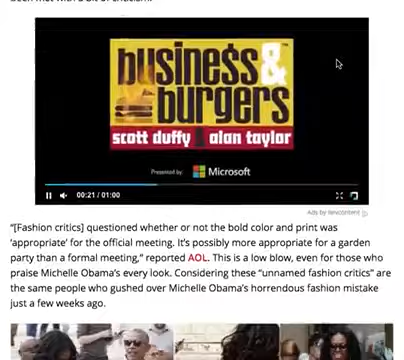 business &
burgers
scott duffy alan taylor
Presented by Microsoft
00:21 / 01:00
Ads by
“[Fashion critics] questioned whether or not the bold color and print was
‘appropriate’ for the official meeting. It’s possibly more appropriate for a garden
party than a formal meeting,” reported AOL. This is a low blow, even for those who
praise Michelle Obama’s every look. Considering these “unnamed fashion critics” are
the same people who gushed over Michelle Obama’s horrendous fashion mistake
just a few weeks ago.